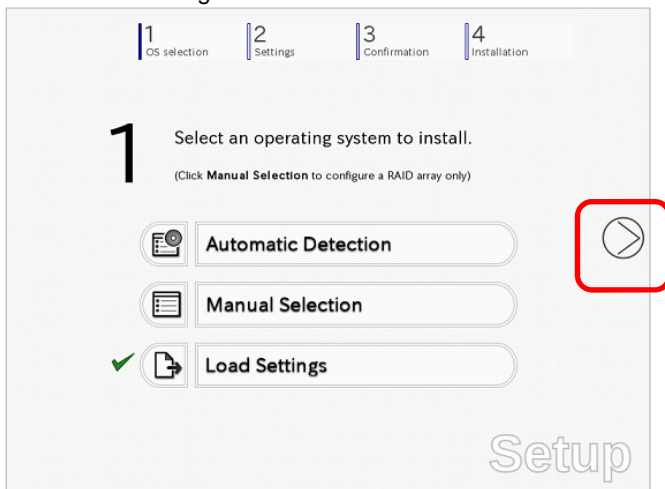 1
OS selection
2
Settings
3
Confirmation
4
Installation
1
Select an operating system to install.
(Click Manual Selection to configure a RAID array only)
Automatic Detection
Manual Selection
Load Settings
Setup